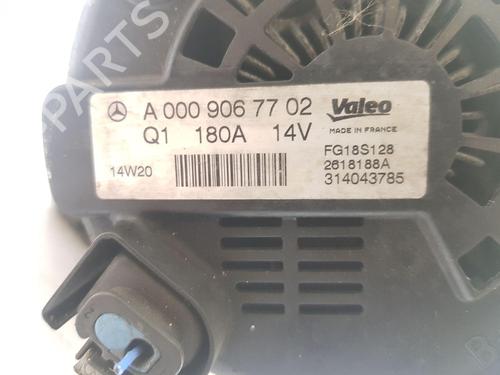 PARTS
A 000 906 77 02 Valeo
Q1 180A 14V MADE IN FRANCE
FG18S128
14W20 2618188A
314043785